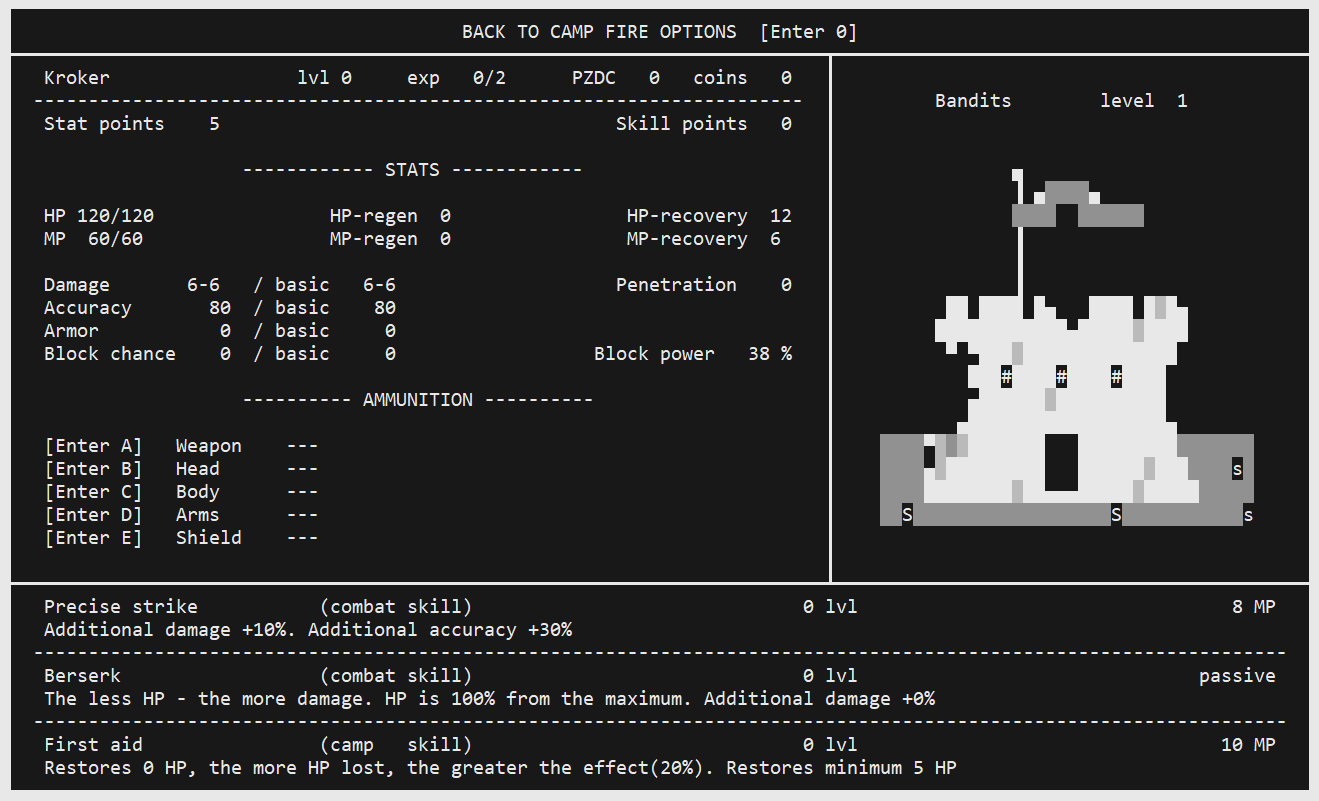 BACK TO CAMP FIRE OPTIONS [Enter 0]
Kroker lvl 0 exp 0/2 PZDC 0 coins 0
----------------------------------------------------------------------
Stat points 5 Skill points 0
------------ STATS ------------
HP 120/120 HP-regen 0 HP-recovery 12
MP 60/60 MP-regen 0 MP-recovery 6
Damage 6-6 / basic 6-6 Penetration 0
Accuracy 80 / basic 80
Armor 0 / basic 0
Block chance 0 / basic 0 Block power 38 %
---------- AMMUNITION ----------
[Enter A] Weapon ---
[Enter B] Head ---
[Enter C] Body ---
[Enter D] Arms ---
[Enter E] Shield ---
Bandits level 1
# # #
s
S S s
Precise strike (combat skill) 0 lvl 8 MP
Additional damage +10%. Additional accuracy +30%
------------------------------------------------------------------------------------------------------------------
Berserk (combat skill) 0 lvl passive
The less HP - the more damage. HP is 100% from the maximum. Additional damage +0%
------------------------------------------------------------------------------------------------------------------
First aid (camp skill) 0 lvl 10 MP
Restores 0 HP, the more HP lost, the greater the effect(20%). Restores minimum 5 HP